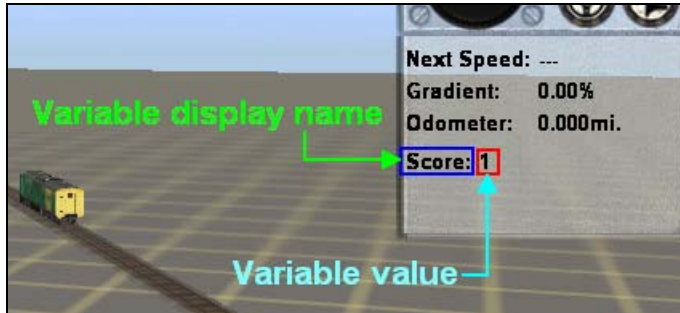 Next Speed: ---
Gradient: 0.00%
Variable display name
Odometer: 0.000mi.
Score: 1
Variable value